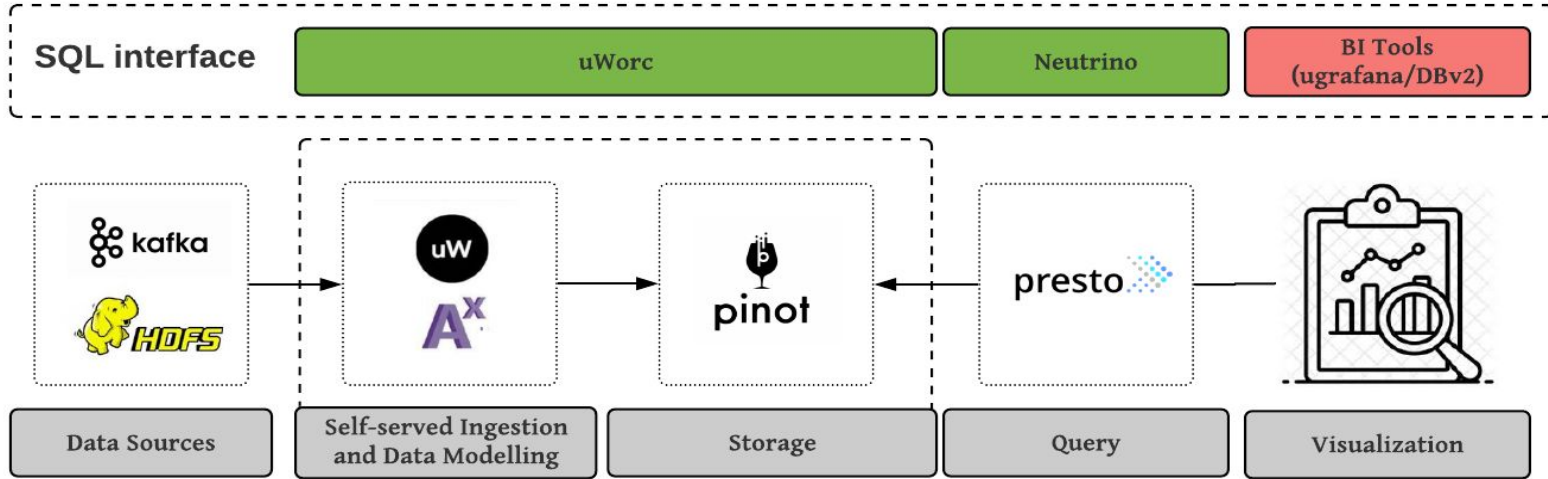 SQL interface
uWorc
Neutrino
BI Tools
(ugrafana/DBv2)
kafka
HDFS
uW
AX
pinot
presto
Data Sources
Self-served Ingestion
and Data Modelling
Storage
Query
Visualization